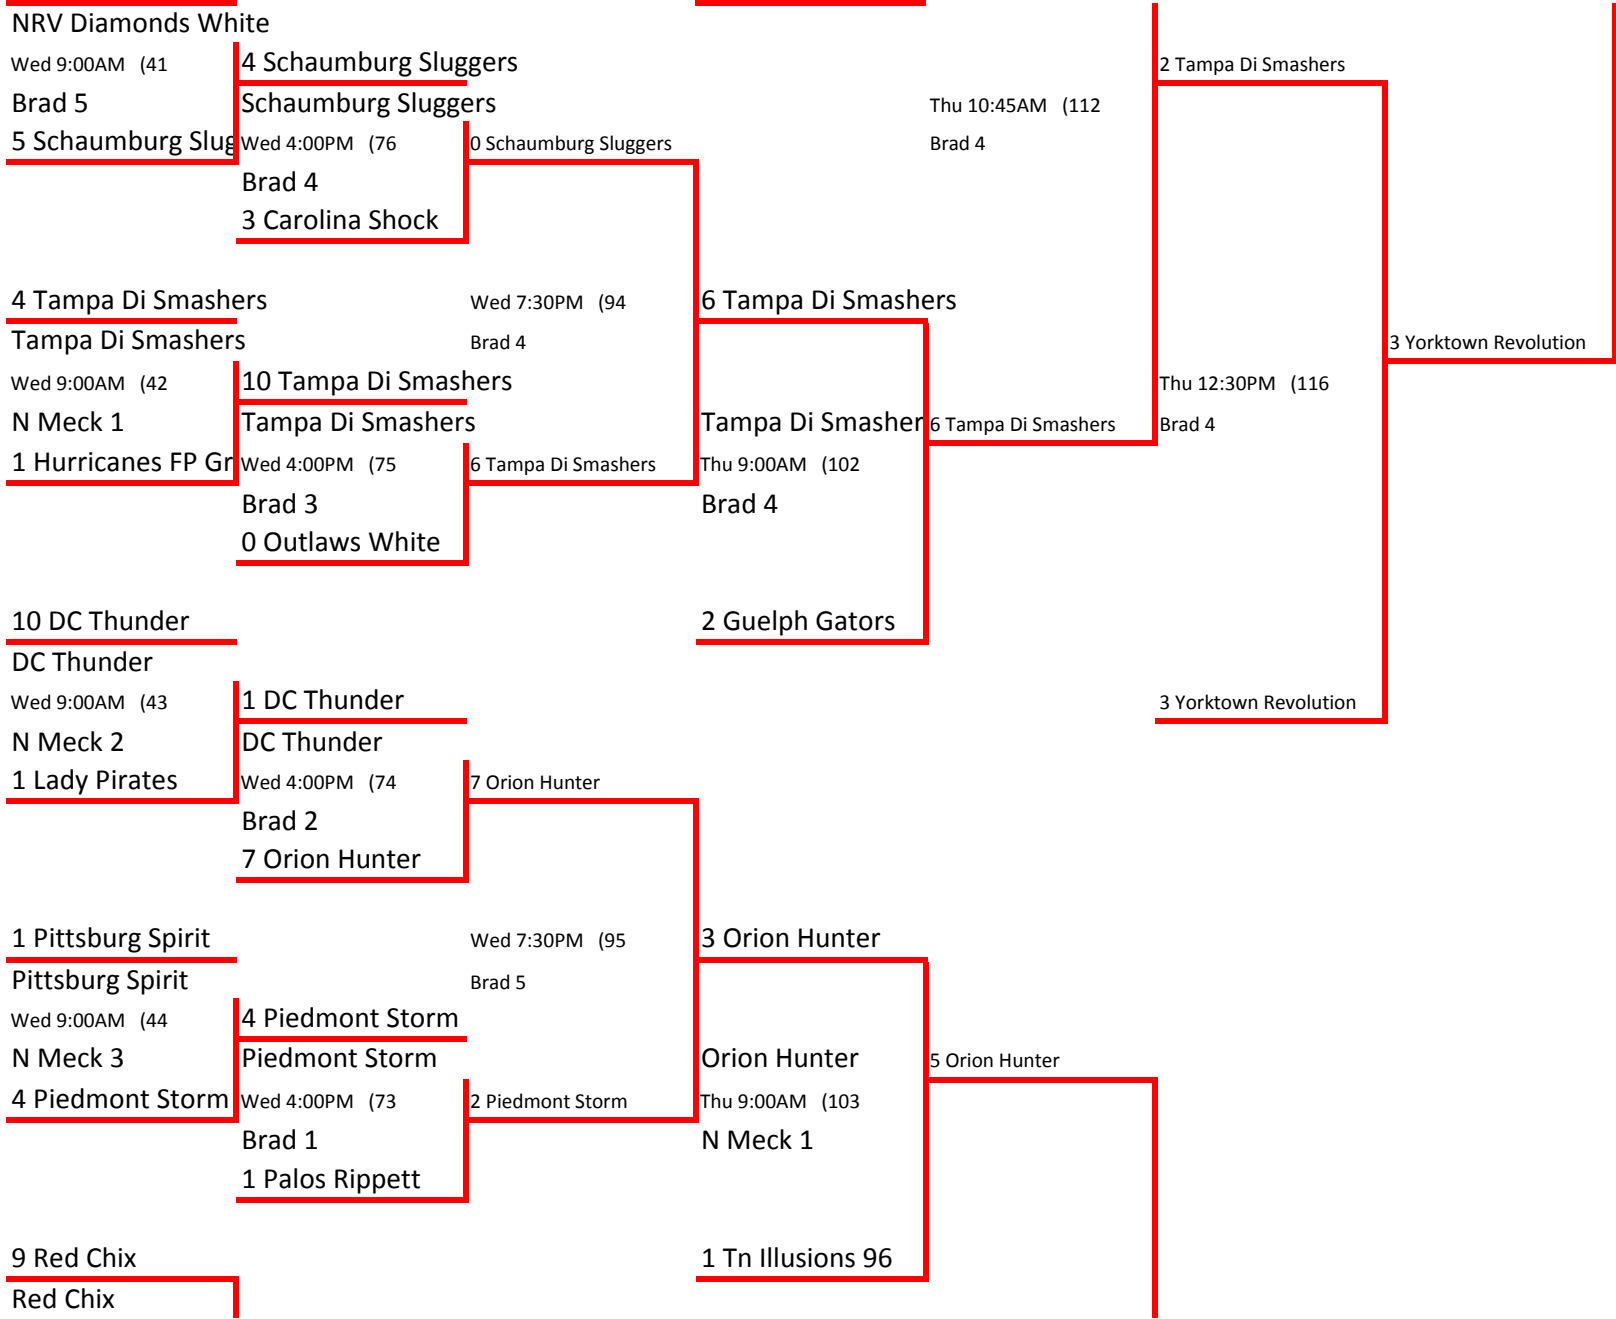 NRV Diamonds White
Wed 9:00AM (41
4 Schaumburg Sluggers
2 Tampa Di Smashers
Brad 5
Schaumburg Sluggers
Thu 10:45AM (112
5 Schaumburg Slug
Wed 4:00PM (76
0 Schaumburg Sluggers
Brad 4
Brad 4
3 Carolina Shock
4 Tampa Di Smashers
Wed 7:30PM (94
6 Tampa Di Smashers
Tampa Di Smashers
Brad 4
3 Yorktown Revolution
Wed 9:00AM (42
10 Tampa Di Smashers
Thu 12:30PM (116
N Meck 1
Tampa Di Smashers
Tampa Di Smasher
6 Tampa Di Smashers
Brad 4
1 Hurricanes FP Gr
Wed 4:00PM (75
6 Tampa Di Smashers
Thu 9:00AM (102
Brad 3
Brad 4
0 Outlaws White
10 DC Thunder
2 Guelph Gators
DC Thunder
Wed 9:00AM (43
1 DC Thunder
3 Yorktown Revolution
N Meck 2
DC Thunder
1 Lady Pirates
Wed 4:00PM (74
7 Orion Hunter
Brad 2
7 Orion Hunter
1 Pittsburg Spirit
Wed 7:30PM (95
3 Orion Hunter
Pittsburg Spirit
Brad 5
Wed 9:00AM (44
4 Piedmont Storm
N Meck 3
Piedmont Storm
Orion Hunter
5 Orion Hunter
4 Piedmont Storm
Wed 4:00PM (73
2 Piedmont Storm
Thu 9:00AM (103
Brad 1
N Meck 1
1 Palos Rippett
9 Red Chix
1 Tn Illusions 96
Red Chix